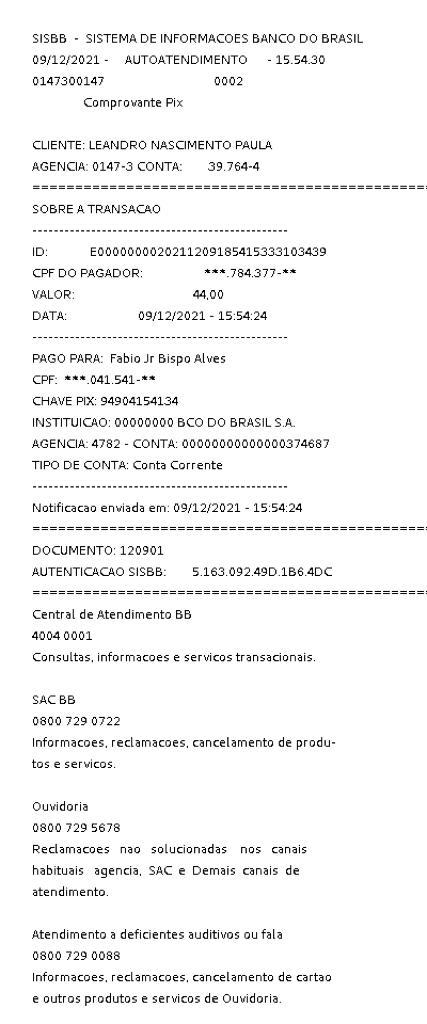 SISBB - SISTEMA DE INFORMACOES BANCO DO BRASIL
09/12/2021 - AUTOATENDIMENTO - 15.54.30
0147300147 0002
Comprovante Pix
CLIENTE: LEANDRO NASCIMENTO PAULA
AGENCIA: 0147-3 CONTA: 39.764-4
================================================
SOBRE A TRANSACAO
------------------------------------------------
ID: E0000000020211209185415333103439
CPF DO PAGADOR: ***.784.377-**
VALOR: 44,00
DATA: 09/12/2021 - 15:54:24
------------------------------------------------
PAGO PARA: Fabio Jr Bispo Alves
CPF: ***.041.541-**
CHAVE PIX: 94904154134
INSTITUICAO: 00000000 BCO DO BRASIL S.A.
AGENCIA: 4782 - CONTA: 00000000000000374687
TIPO DE CONTA: Conta Corrente
------------------------------------------------
Notificacao enviada em: 09/12/2021 - 15:54:24
================================================
DOCUMENTO: 120901
AUTENTICACAO SISBB: 5.163.092.49D.1B6.4DC
================================================
Central de Atendimento BB
4004 0001
Consultas, informacoes e servicos transacionais.
SAC BB
0800 729 0722
Informacoes, reclamacoes, cancelamento de produ-
tos e servicos.
Ouvidoria
0800 729 5678
Reclamacoes nao solucionadas nos canais
habituais agencia, SAC e Demais canais de
atendimento.
Atendimento a deficientes auditivos ou fala
0800 729 0088
Informacoes, reclamacoes, cancelamento de cartao
e outros produtos e servicos de Ouvidoria.